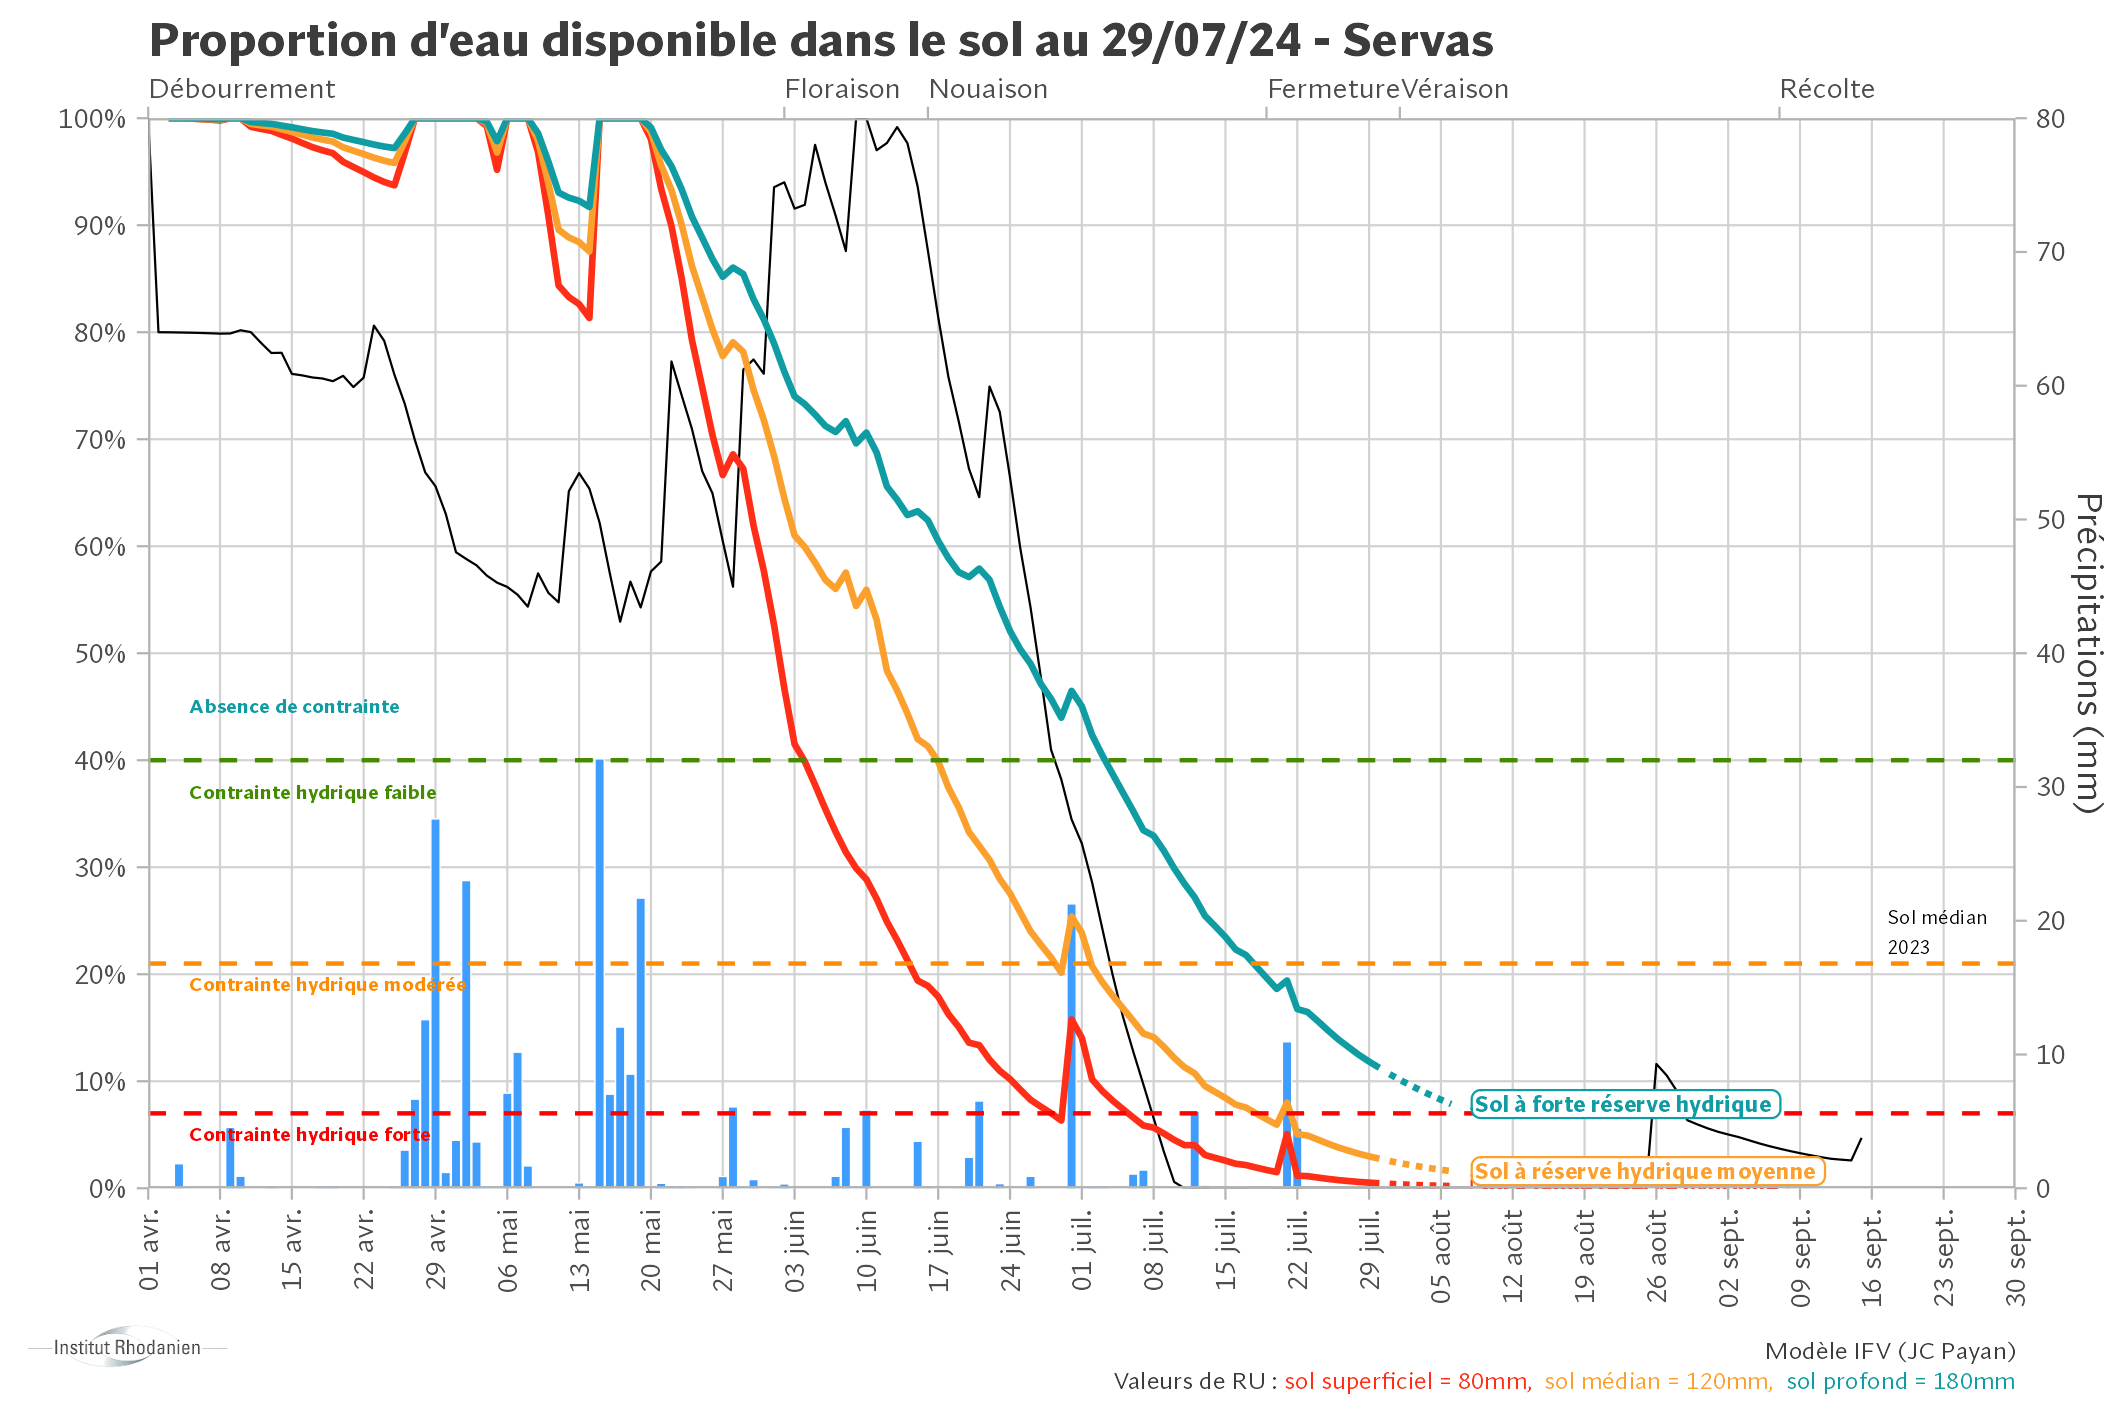 Proportion d'eau disponible dans le sol au 29/07/24 - Servas
Débourrement Floraison Nouaison Fermeture Véraison Récolte
100%
90%
80%
70%
60%
50%
40%
30%
20%
10%
0%
80
70
60
50
40
30
20
10
0
Précipitations (mm)
Absence de contrainte
Contrainte hydrique faible
Contrainte hydrique modérée
Contrainte hydrique forte
Sol médian
2023
Sol à forte réserve hydrique
Sol à réserve hydrique moyenne
01 avr.
08 avr.
15 avr.
22 avr.
29 avr.
06 mai
13 mai
20 mai
27 mai
03 juin
10 juin
17 juin
24 juin
01 juil.
08 juil.
15 juil.
22 juil.
29 juil.
05 août
12 août
19 août
26 août
02 sept.
09 sept.
16 sept.
23 sept.
30 sept.
Institut Rhodanien
Modèle IFV (JC Payan)
Valeurs de RU : sol superficiel = 80mm, sol médian = 120mm, sol profond = 180mm